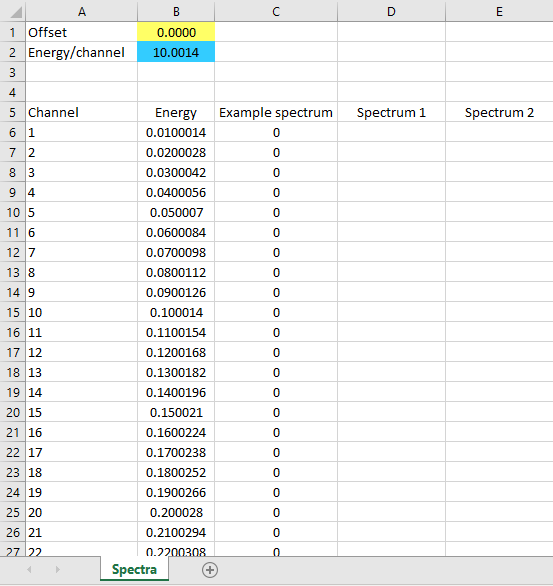 A B C D E
1 Offset 0.0000
2 Energy/channel 10.0014
3
4
5 Channel Energy Example spectrum Spectrum 1 Spectrum 2
6 1 0.0100014 0
7 2 0.0200028 0
8 3 0.0300042 0
9 4 0.0400056 0
10 5 0.050007 0
11 6 0.0600084 0
12 7 0.0700098 0
13 8 0.0800112 0
14 9 0.0900126 0
15 10 0.100014 0
16 11 0.1100154 0
17 12 0.1200168 0
18 13 0.1300182 0
19 14 0.1400196 0
20 15 0.150021 0
21 16 0.1600224 0
22 17 0.1700238 0
23 18 0.1800252 0
24 19 0.1900266 0
25 20 0.200028 0
26 21 0.2100294 0
27 22 0.2200308 0
Spectra